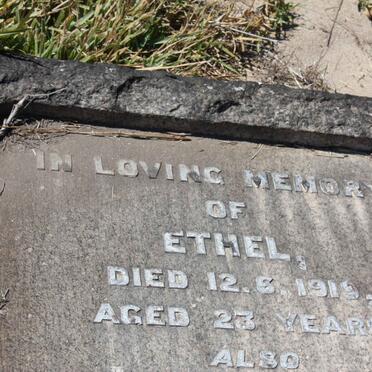 IN LOVING MEMORY
OF
ETHEL,
DIED 12.6.1919.
AGED 23 YEARS
ALSO